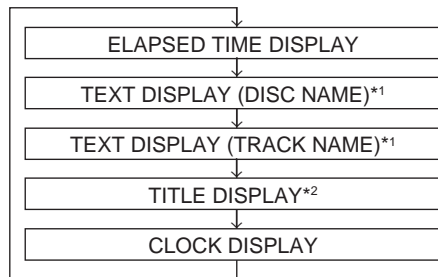 ELAPSED TIME DISPLAY
TEXT DISPLAY (DISC NAME)*1
TEXT DISPLAY (TRACK NAME)*1
TITLE DISPLAY*2
CLOCK DISPLAY